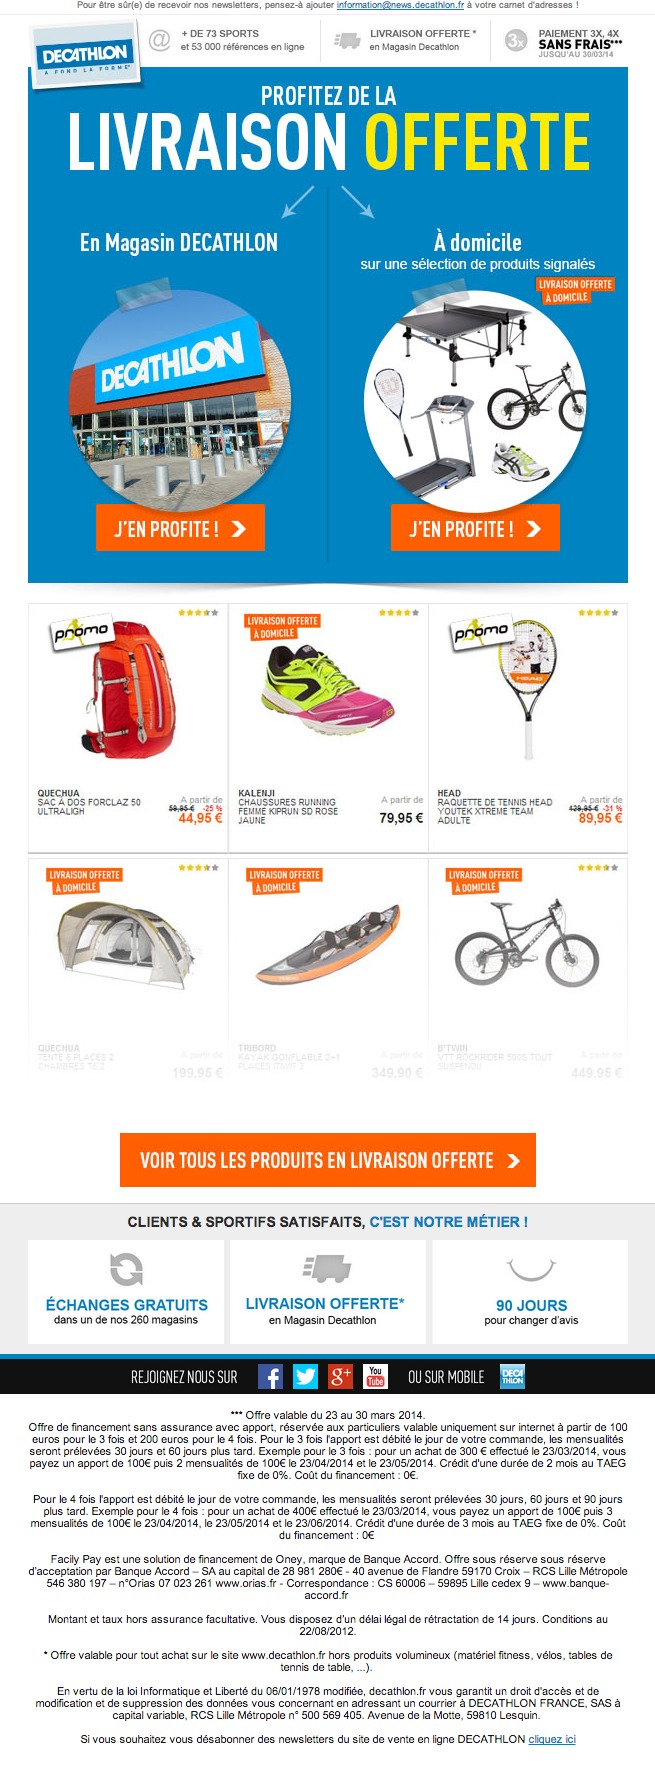 Pour être sûr(e) de recevoir nos newsletters, pensez-à ajouter information@news.decathlon.fr à votre carnet d'adresses !
DECATHLON
A FOND LA FORME
+ DE 73 SPORTS
et 53 000 références en ligne
LIVRAISON OFFERTE *
en Magasin Decathlon
3x
PAIEMENT 3X, 4X
SANS FRAIS***
JUSQU'AU 30/03/14
PROFITEZ DE LA
LIVRAISON OFFERTE
En Magasin DECATHLON
À domicile
sur une sélection de produits signalés
LIVRAISON OFFERTE
À DOMICILE
DECATHLON
J'EN PROFITE !
J'EN PROFITE !
promo
QUECHUA
SAC A DOS FORCLAZ 50
ULTRALIGH
A partir de
59,95 € -25 %
44,95 €
LIVRAISON OFFERTE
À DOMICILE
KALENJI
CHAUSSURES RUNNING
FEMME KIPRUN SD ROSE
JAUNE
A partir de
79,95 €
promo
HEAD
HEAD
RAQUETTE DE TENNIS HEAD
YOUTEK XTREME TEAM
ADULTE
A partir de
129,95 € -31 %
89,95 €
LIVRAISON OFFERTE
À DOMICILE
QUECHUA
TENTE 6 PLACES 2
CHAMBRES T6.2
A partir de
199,95 €
LIVRAISON OFFERTE
À DOMICILE
TRIBORD
KAYAK GONFLABLE 2+1
PLACES ITIWIT 3
A partir de
349,90 €
LIVRAISON OFFERTE
À DOMICILE
B'TWIN
VTT ROCKRIDER 500S TOUT
SUSPENDU
A partir de
449,95 €
VOIR TOUS LES PRODUITS EN LIVRAISON OFFERTE
CLIENTS & SPORTIFS SATISFAITS, C'EST NOTRE MÉTIER !
ÉCHANGES GRATUITS
dans un de nos 260 magasins
LIVRAISON OFFERTE*
en Magasin Decathlon
90 JOURS
pour changer d'avis
REJOIGNEZ NOUS SUR
f
g+
You
Tube
OU SUR MOBILE
DECA
THLON
*** Offre valable du 23 au 30 mars 2014.
Offre de financement sans assurance avec apport, réservée aux particuliers valable uniquement sur internet à partir de 100
euros pour le 3 fois et 200 euros pour le 4 fois. Pour le 3 fois l'apport est débité le jour de votre commande, les mensualités
seront prélevées 30 jours et 60 jours plus tard. Exemple pour le 3 fois : pour un achat de 300 € effectué le 23/03/2014, vous
payez un apport de 100€ puis 2 mensualités de 100€ le 23/04/2014 et le 23/05/2014. Crédit d'une durée de 2 mois au TAEG
fixe de 0%. Coût du financement : 0€.
Pour le 4 fois l'apport est débité le jour de votre commande, les mensualités seront prélevées 30 jours, 60 jours et 90 jours
plus tard. Exemple pour le 4 fois : pour un achat de 400€ effectué le 23/03/2014, vous payez un apport de 100€ puis 3
mensualités de 100€ le 23/04/2014, le 23/05/2014 et le 23/06/2014. Crédit d'une durée de 3 mois au TAEG fixe de 0%. Coût
du financement : 0€
Facily Pay est une solution de financement de Oney, marque de Banque Accord. Offre sous réserve sous réserve
d'acceptation par Banque Accord – SA au capital de 28 981 280€ - 40 avenue de Flandre 59170 Croix – RCS Lille Métropole
546 380 197 – n°Orias 07 023 261 www.orias.fr - Correspondance : CS 60006 – 59895 Lille cedex 9 – www.banque-
accord.fr
Montant et taux hors assurance facultative. Vous disposez d'un délai légal de rétractation de 14 jours. Conditions au
22/08/2012.
* Offre valable pour tout achat sur le site www.decathlon.fr hors produits volumineux (matériel fitness, vélos, tables de
tennis de table, ...).
En vertu de la loi Informatique et Liberté du 06/01/1978 modifiée, decathlon.fr vous garantit un droit d'accès et de
modification et de suppression des données vous concernant en adressant un courrier à DECATHLON FRANCE, SAS à
capital variable, RCS Lille Métropole n° 500 569 405. Avenue de la Motte, 59810 Lesquin.
Si vous souhaitez vous désabonner des newsletters du site de vente en ligne DECATHLON cliquez ici